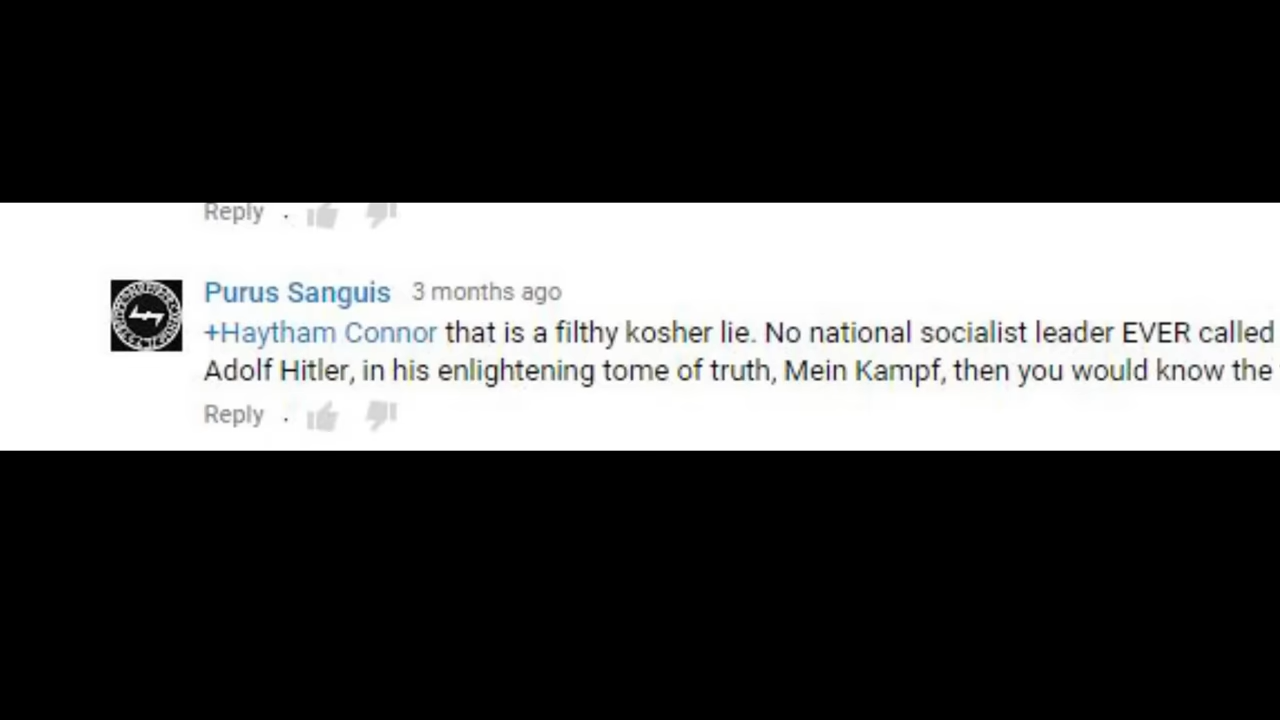 Reply .
Purus Sanguis 3 months ago
+Haytham Connor that is a filthy kosher lie. No national socialist leader EVER called
Adolf Hitler, in his enlightening tome of truth, Mein Kampf, then you would know the
Reply .